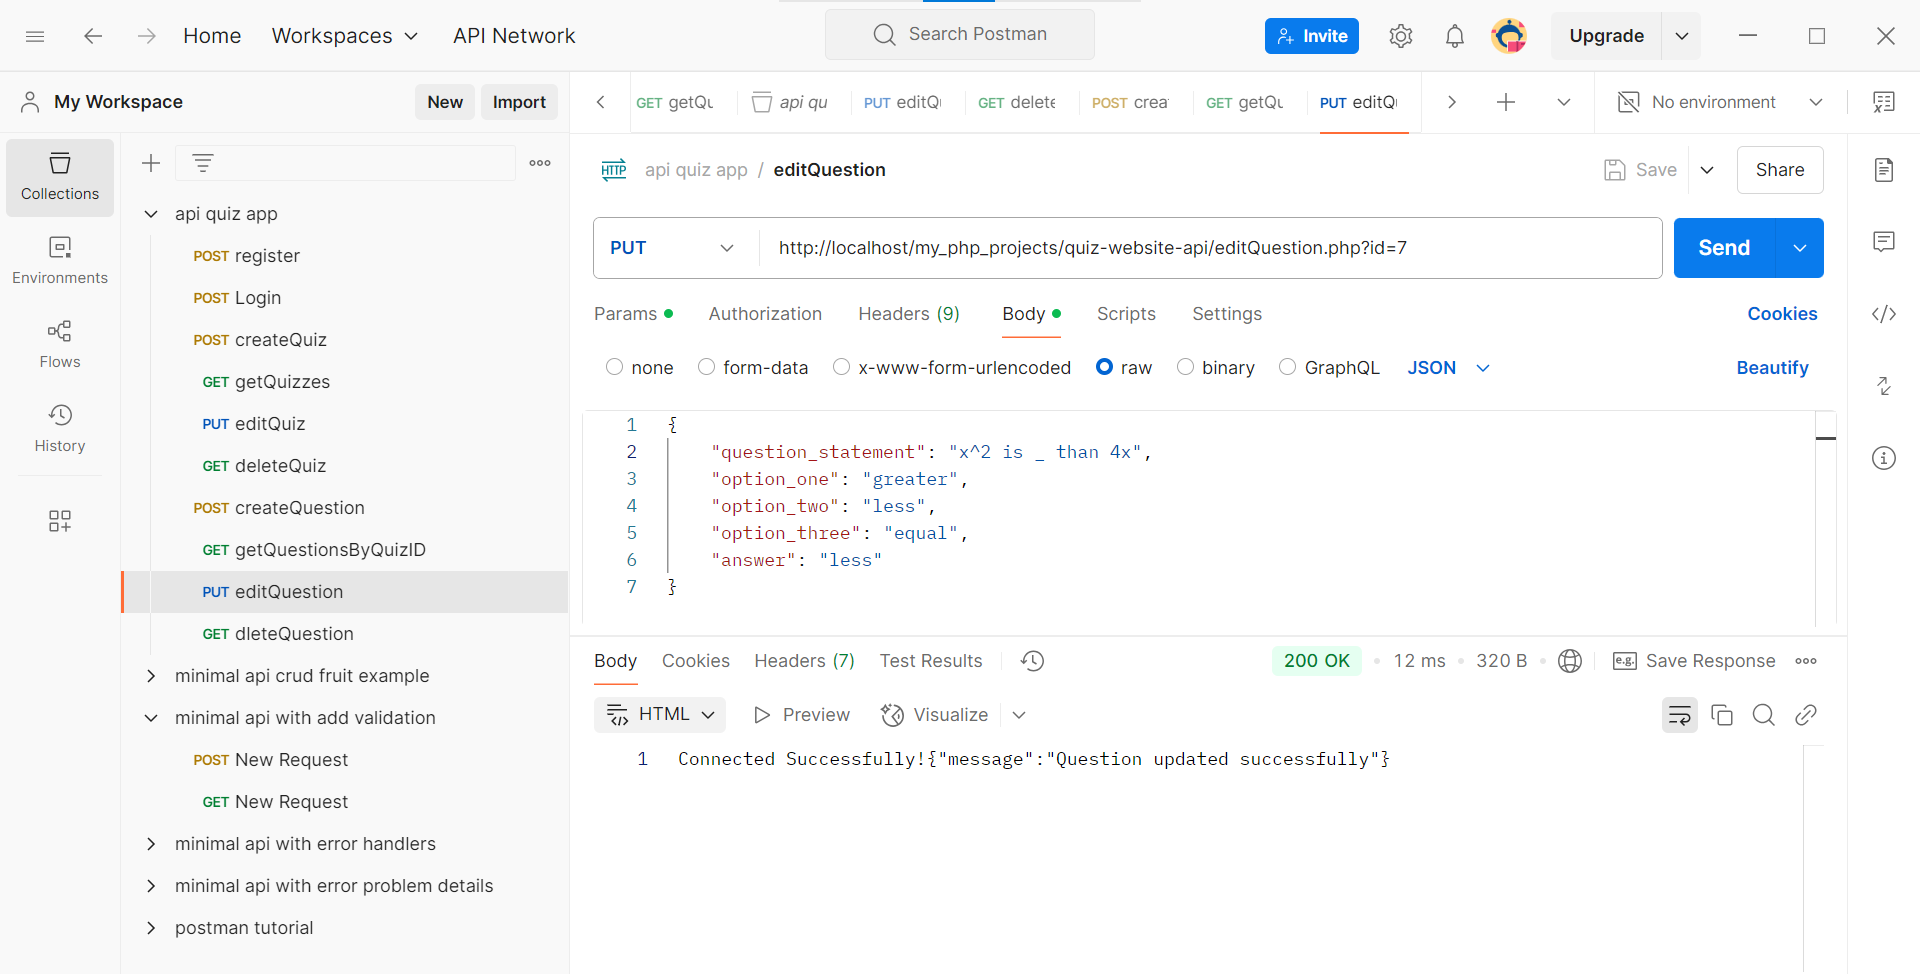 Home
Workspaces
API Network
Search Postman
Invite
Upgrade
My Workspace
New
Import
GET getQu
api qu
PUT editQ
GET delete
POST crea
GET getQu
PUT editQ
No environment
Collections
Environments
Flows
History
api quiz app
POST register
POST Login
POST createQuiz
GET getQuizzes
PUT editQuiz
GET deleteQuiz
POST createQuestion
GET getQuestionsByQuizID
PUT editQuestion
GET dleteQuestion
minimal api crud fruit example
minimal api with add validation
POST New Request
GET New Request
minimal api with error handlers
minimal api with error problem details
postman tutorial
HTTP api quiz app / editQuestion
Save
Share
PUT
http://localhost/my_php_projects/quiz-website-api/editQuestion.php?id=7
Send
Params
Authorization
Headers (9)
Body
Scripts
Settings
Cookies
none
form-data
x-www-form-urlencoded
raw
binary
GraphQL
JSON
Beautify
1 {
2 "question_statement": "x^2 is _ than 4x",
3 "option_one": "greater",
4 "option_two": "less",
5 "option_three": "equal",
6 "answer": "less"
7 }
Body
Cookies
Headers (7)
Test Results
200 OK
12 ms
320 B
e.g. Save Response
HTML
Preview
Visualize
1 Connected Successfully!{"message":"Question updated successfully"}